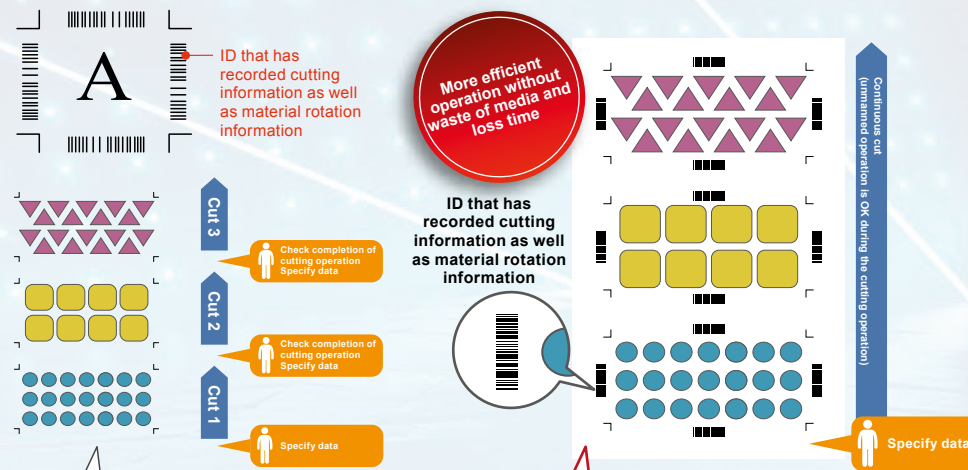 A
ID that has
recorded cutting
information as well
as material rotation
information
Cut 3
Check completion of
cutting operation
Specify data
Cut 2
Check completion of
cutting operation
Specify data
Cut 1
Specify data
More efficient
operation without
waste of media and
loss time
ID that has
recorded cutting
information as well
as material rotation
information
Continuous cut
(unmanned operation is OK during the cutting operation)
Specify data